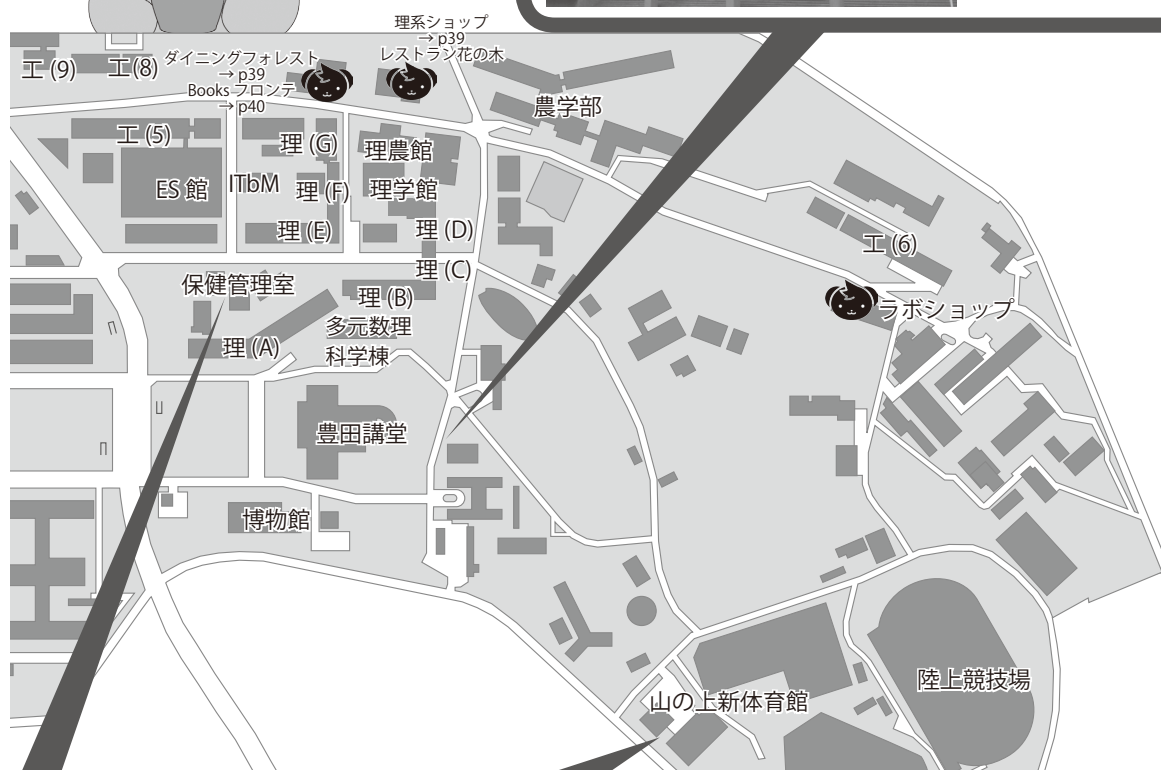 理系ショップ
→ p39
レストラン花の木
ダイニングフォレスト
→ p39
Books フロンテ
→ p40
工 (9)
工(8)
農学部
工 (5)
理 (G)
理農館
ES 館
ITbM
理 (F)
理学館
理 (E)
理 (D)
工 (6)
理 (C)
保健管理室
理 (B)
ラボショップ
多元数理
科学棟
理 (A)
豊田講堂
博物館
山の上新体育館
陸上競技場